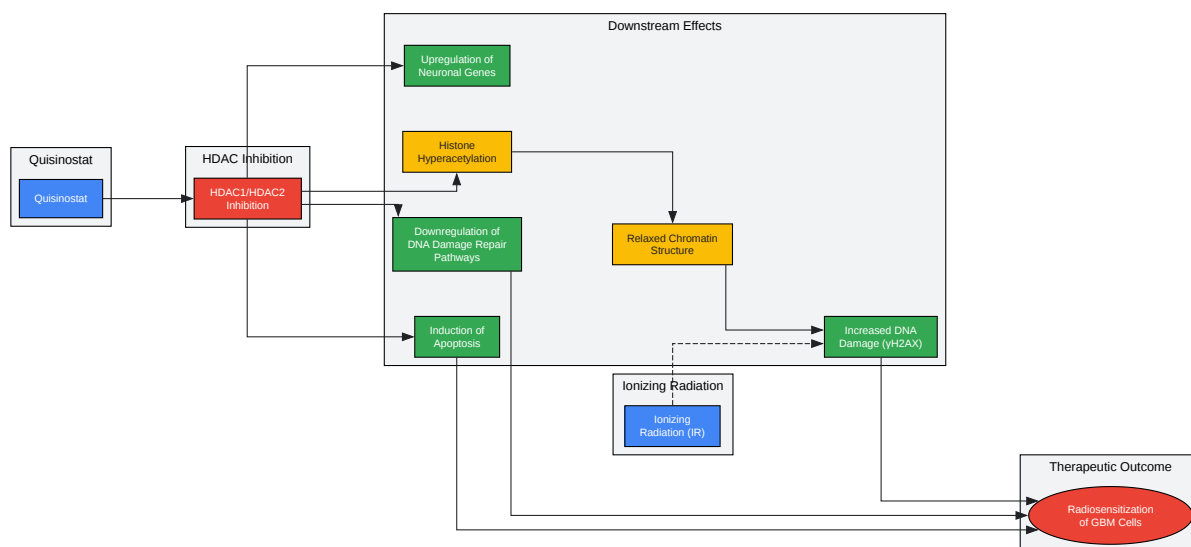 Downstream Effects
Upregulation of
Neuronal Genes
Quisinostat
Quisinostat
HDAC Inhibition
HDAC1/HDAC2
Inhibition
Histone
Hyperacetylation
Downregulation of
DNA Damage Repair
Pathways
Relaxed Chromatin
Structure
Induction of
Apoptosis
Increased DNA
Damage (γH2AX)
Ionizing Radiation
Ionizing
Radiation (IR)
Therapeutic Outcome
Radiosensitization
of GBM Cells